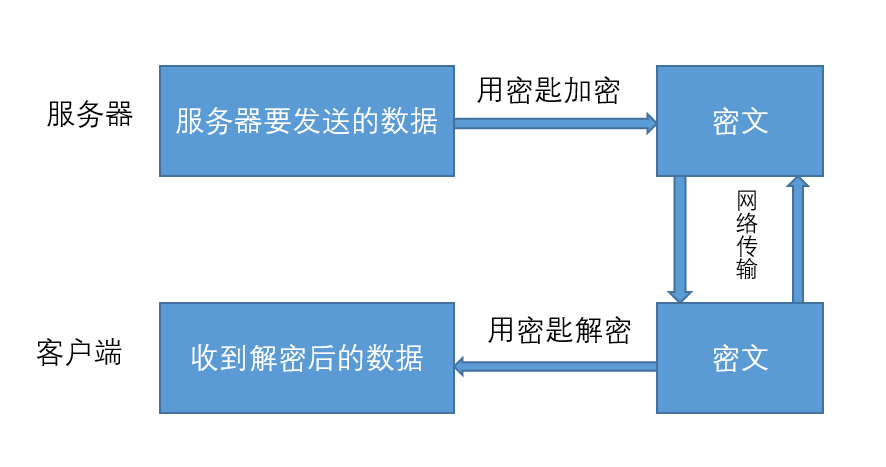 服务器
服务器要发送的数据
用密匙加密
密文
网络传输
客户端
收到解密后的数据
用密匙解密
密文